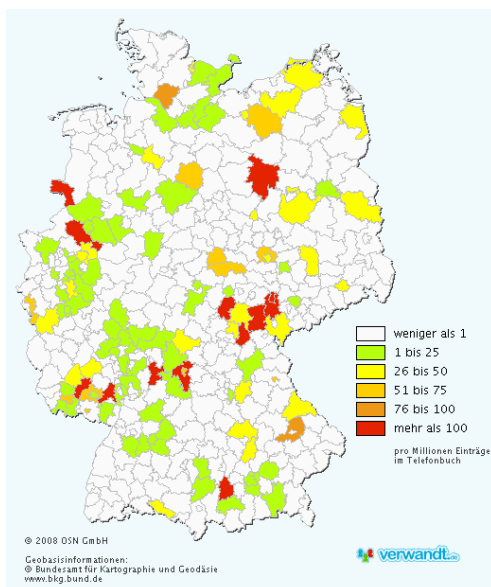 weniger als 1
1 bis 25
26 bis 50
51 bis 75
76 bis 100
mehr als 100
pro Millionen Einträge
im Telefonbuch
© 2008 OSN GmbH
Geobasisinformationen:
© Bundesamt für Kartographie und Geodäsie
www.bkg.bund.de
verwandt.de